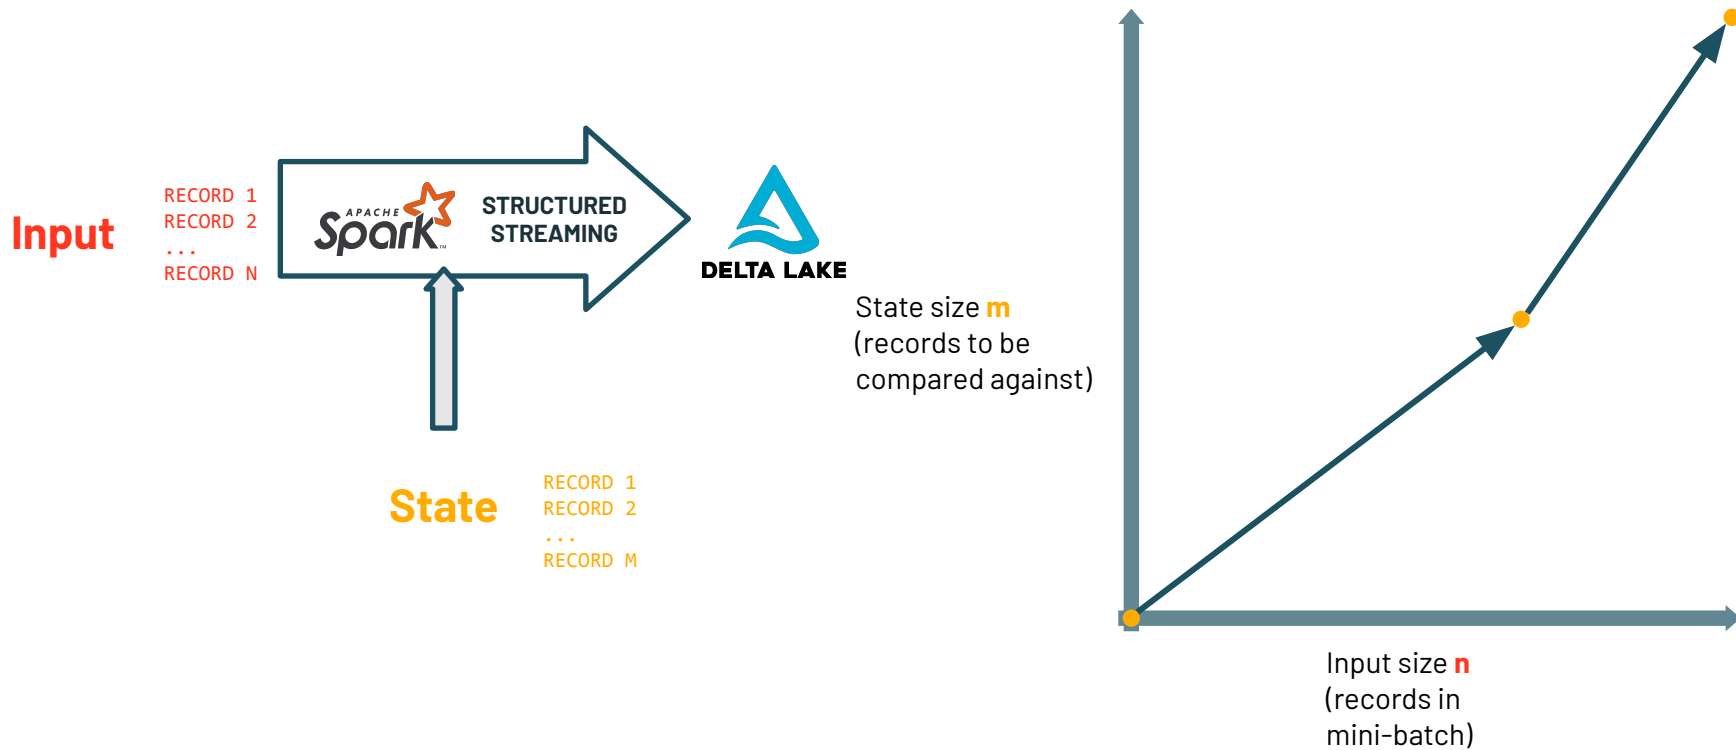 Input
RECORD 1
RECORD 2
...
RECORD N
APACHE
Spark™
STRUCTURED
STREAMING
DELTA LAKE
State
RECORD 1
RECORD 2
...
RECORD M
State size m
(records to be
compared against)
Input size n
(records in
mini-batch)